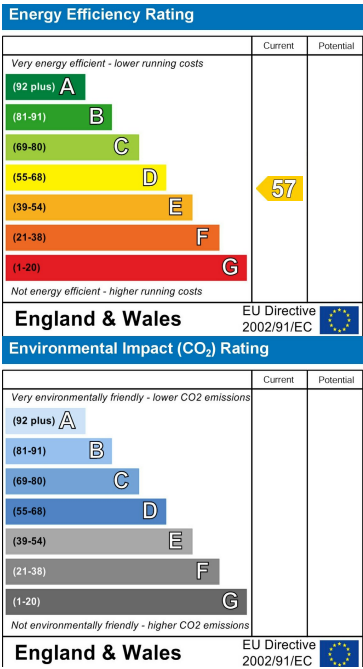 Energy Efficiency Rating
Current Potential
Very energy efficient - lower running costs
(92 plus) A
(81-91) B
(69-80) C
(55-68) D
57
(39-54) E
(21-38) F
(1-20) G
Not energy efficient - higher running costs
England & Wales
EU Directive
2002/91/EC
Environmental Impact (CO₂) Rating
Current Potential
Very environmentally friendly - lower CO2 emissions
(92 plus) A
(81-91) B
(69-80) C
(55-68) D
(39-54) E
(21-38) F
(1-20) G
Not environmentally friendly - higher CO2 emissions
England & Wales
EU Directive
2002/91/EC